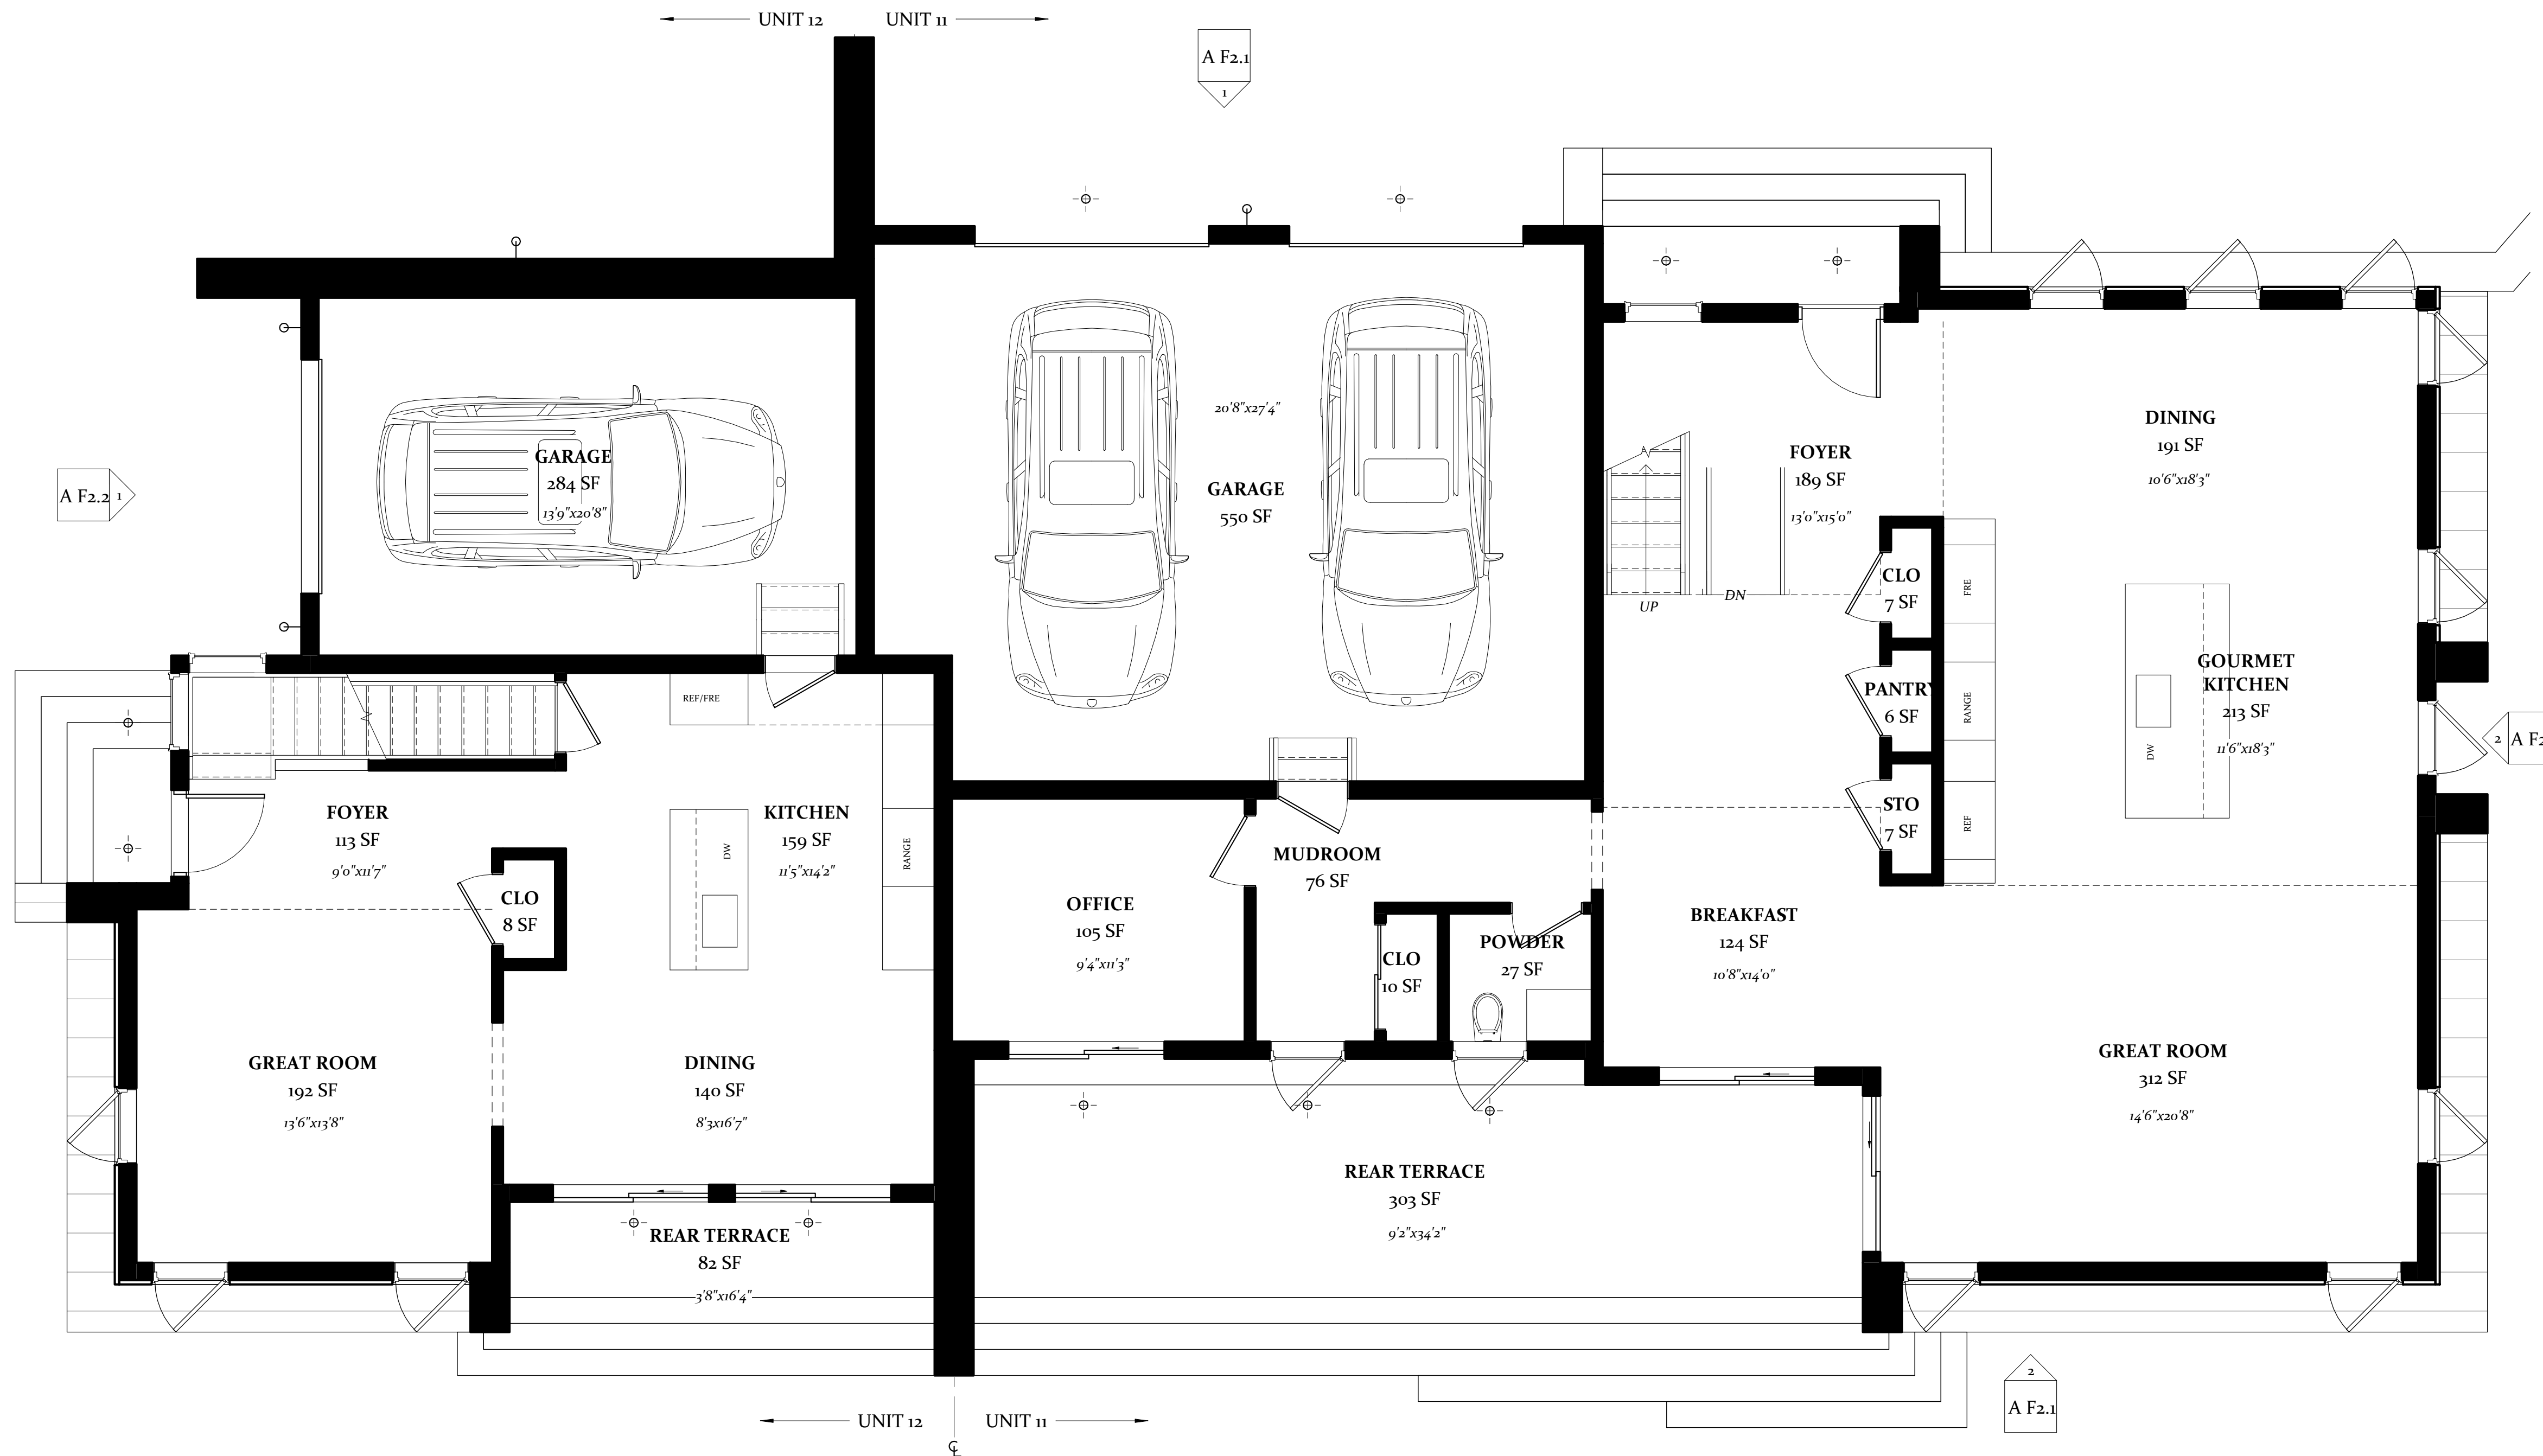 UNIT 12
UNIT 11
A F2.1
1
A F2.2
1
GARAGE
284 SF
13'9"x20'8"
20'8"x27'4"
GARAGE
550 SF
FOYER
189 SF
13'0"x15'0"
DINING
191 SF
10'6"x18'3"
UP
DN
CLO
7 SF
FRE
PANTRY
6 SF
RANGE
GOURMET
KITCHEN
213 SF
11'6"x18'3"
DW
2
A F2
STO
7 SF
REF
REF/FRE
FOYER
113 SF
9'0"x11'7"
KITCHEN
159 SF
11'5"x14'2"
DW
RANGE
CLO
8 SF
OFFICE
105 SF
9'4"x11'3"
MUDROOM
76 SF
CLO
10 SF
POWDER
27 SF
BREAKFAST
124 SF
10'8"x14'0"
GREAT ROOM
192 SF
13'6"x13'8"
DINING
140 SF
8'3x16'7"
GREAT ROOM
312 SF
14'6"x20'8"
REAR TERRACE
82 SF
3'8"x16'4"
REAR TERRACE
303 SF
9'2"x34'2"
UNIT 12
UNIT 11
2
A F2.1